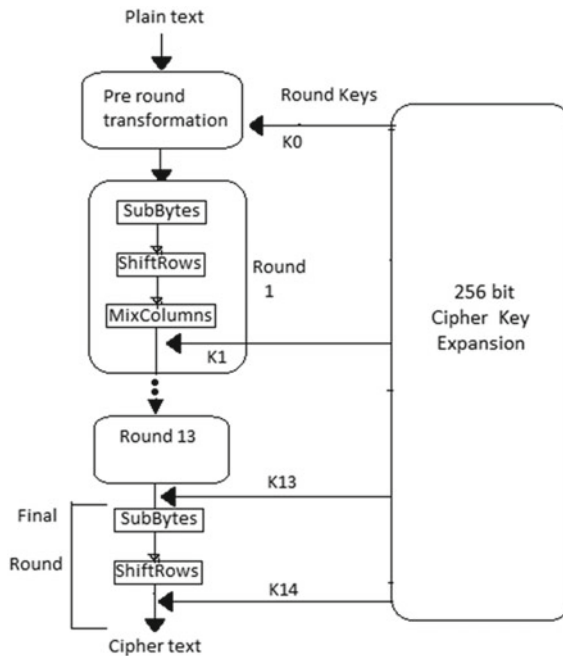 Plain text
Pre round
transformation
Round Keys
K0
SubBytes
ShiftRows
MixColumns
Round
1
K1
256 bit
Cipher Key
Expansion
Round 13
K13
Final
Round
SubBytes
ShiftRows
K14
Cipher text